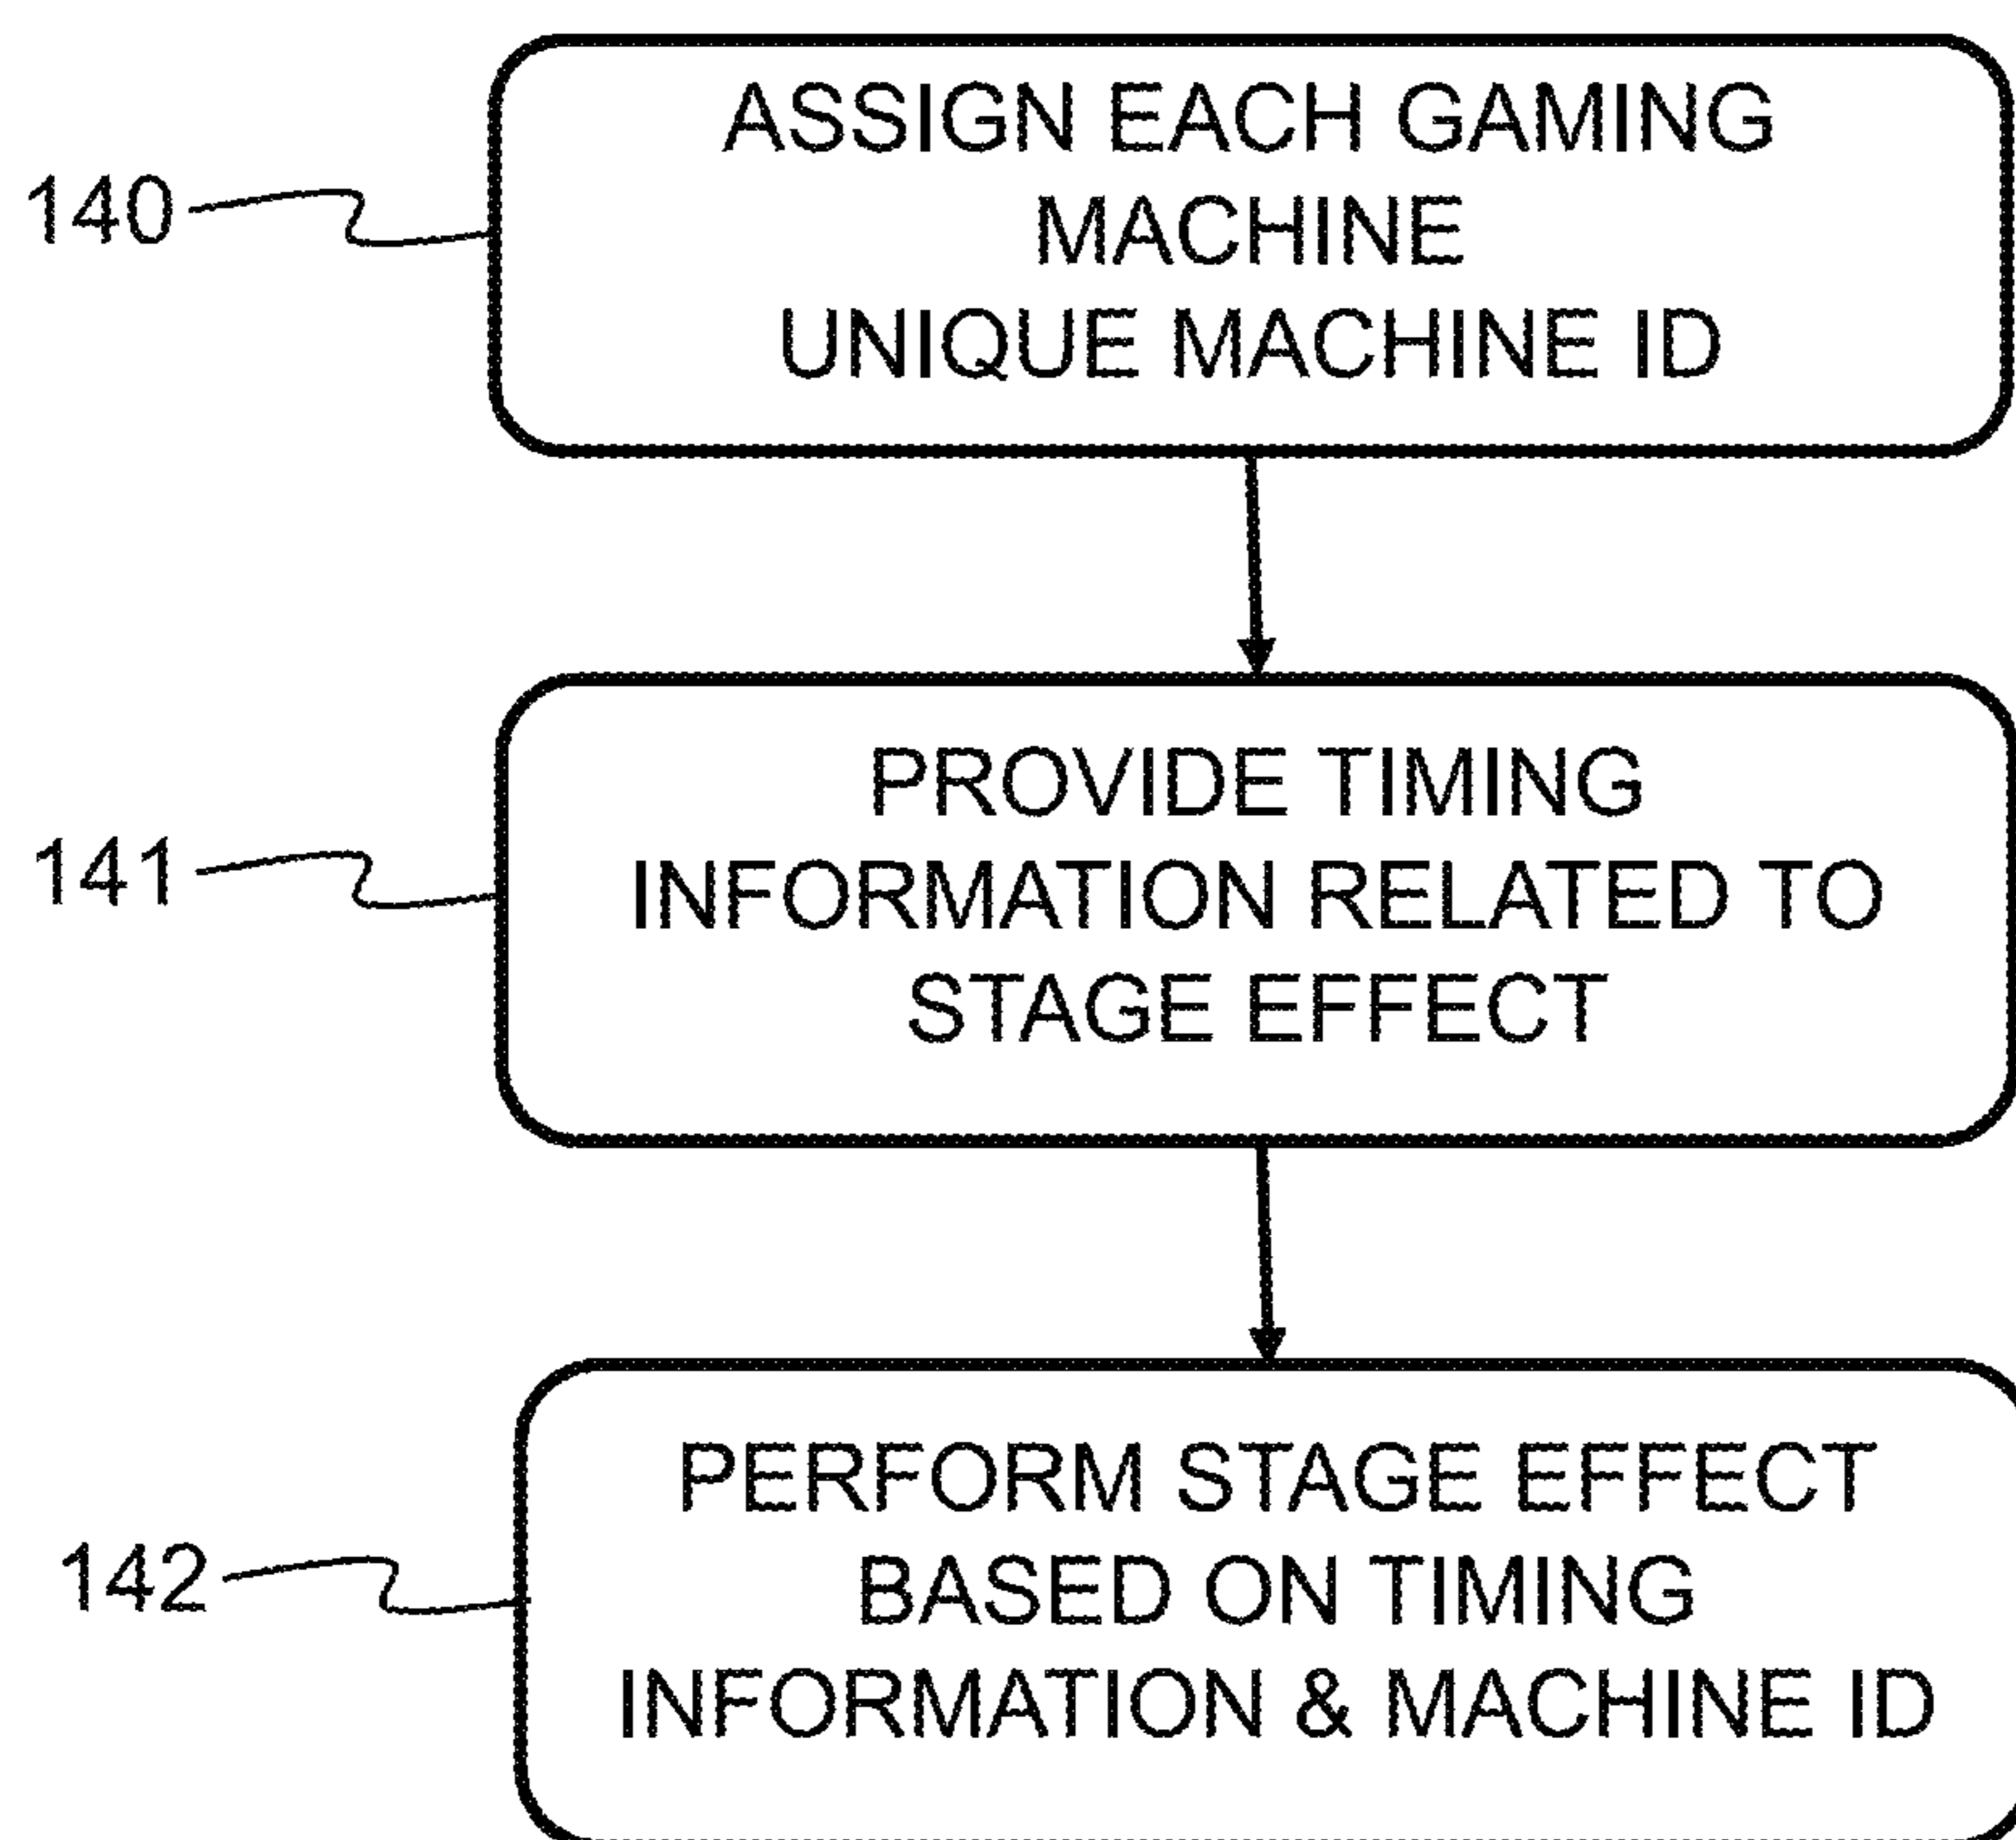 140
ASSIGN EACH GAMING
MACHINE
UNIQUE MACHINE ID
141
PROVIDE TIMING
INFORMATION RELATED TO
STAGE EFFECT
142
PERFORM STAGE EFFECT
BASED ON TIMING
INFORMATION & MACHINE ID